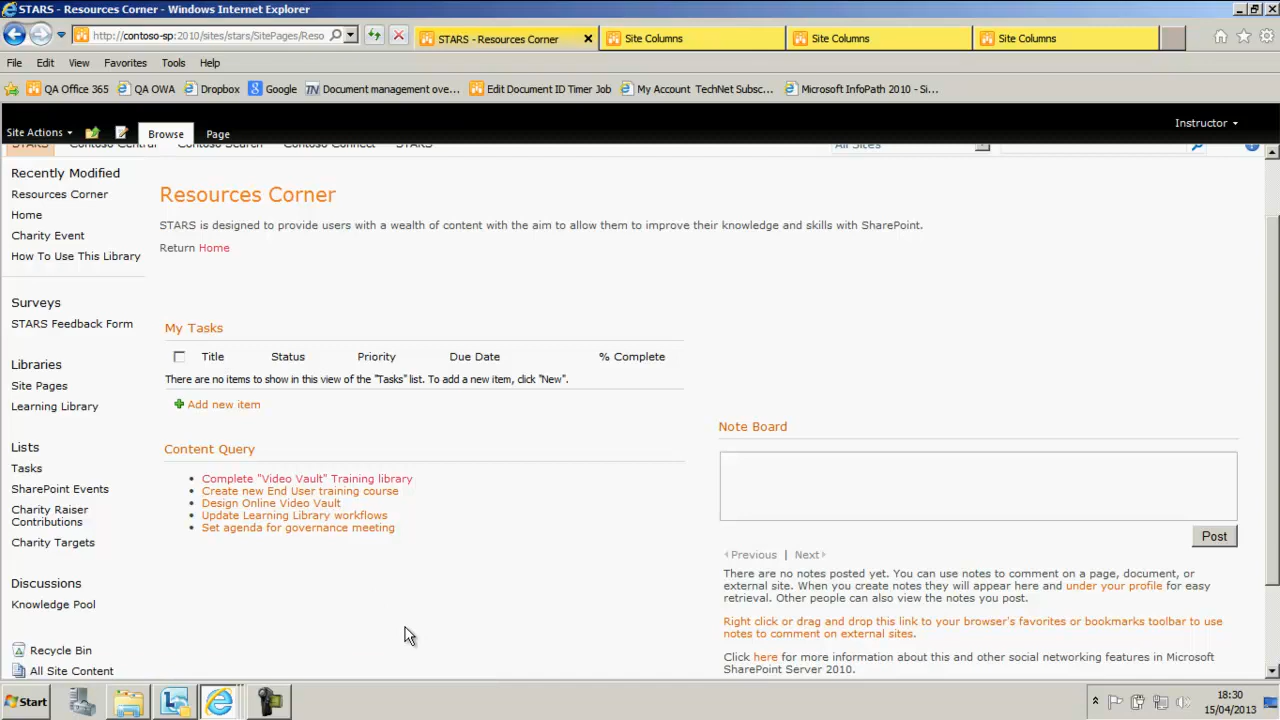 STARS - Resources Corner - Windows Internet Explorer
http://contoso-sp:2010/sites/stars/SitePages/Reso
STARS - Resources Corner
Site Columns
Site Columns
Site Columns
File Edit View Favorites Tools Help
QA Office 365
QA OWA
Dropbox
Google
Document management ove...
Edit Document ID Timer Job
My Account TechNet Subsc...
Microsoft InfoPath 2010 - Si...
Site Actions
Browse
Page
Instructor
STARS Contoso Central Contoso Search Contoso Connect STARS
All Sites
Recently Modified
Resources Corner
Home
Charity Event
How To Use This Library
Surveys
STARS Feedback Form
Libraries
Site Pages
Learning Library
Lists
Tasks
SharePoint Events
Charity Raiser
Contributions
Charity Targets
Discussions
Knowledge Pool
Recycle Bin
All Site Content
Resources Corner
STARS is designed to provide users with a wealth of content with the aim to allow them to improve their knowledge and skills with SharePoint.
Return Home
My Tasks
Title Status Priority Due Date % Complete
There are no items to show in this view of the "Tasks" list. To add a new item, click "New".
Add new item
Content Query
Complete "Video Vault" Training library
Create new End User training course
Design Online Video Vault
Update Learning Library workflows
Set agenda for governance meeting
Note Board
Post
Previous | Next
There are no notes posted yet. You can use notes to comment on a page, document, or
external site. When you create notes they will appear here and under your profile for easy
retrieval. Other people can also view the notes you post.
Right click or drag and drop this link to your browser's favorites or bookmarks toolbar to use
notes to comment on external sites.
Click here for more information about this and other social networking features in Microsoft
SharePoint Server 2010.
Start
18:30
15/04/2013